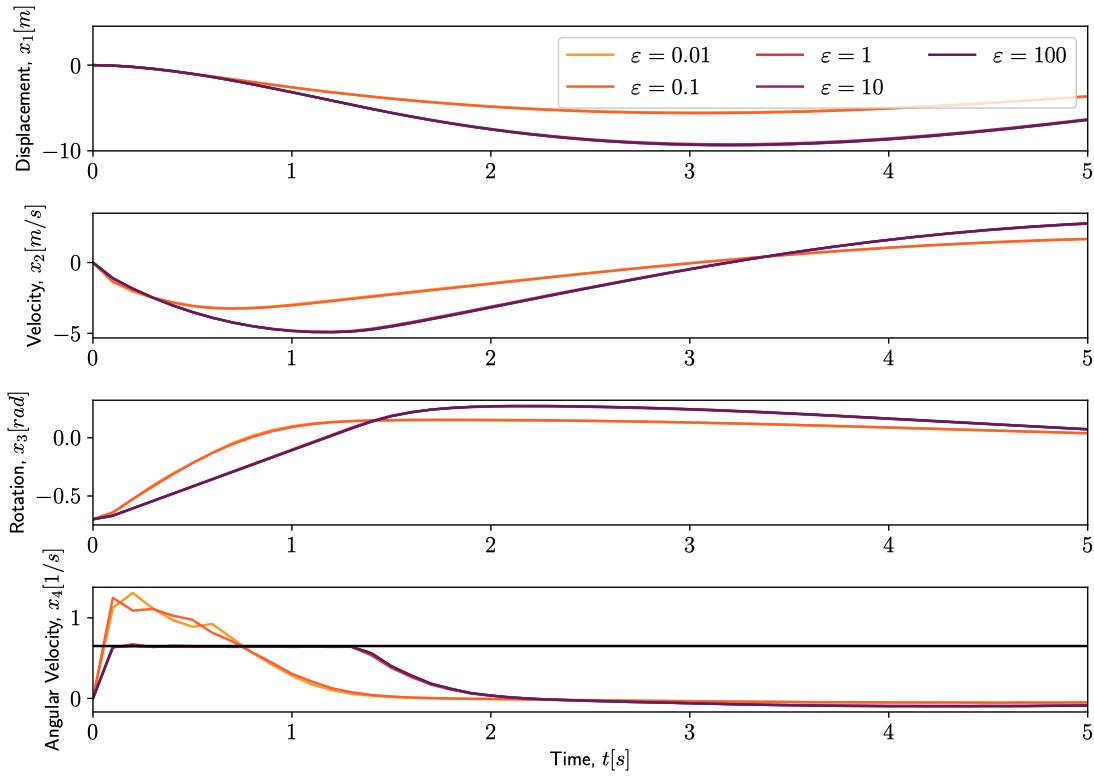 Displacement, x₁[m]
0
−10
ε = 0.01
ε = 0.1
ε = 1
ε = 10
ε = 100
0 1 2 3 4 5
Velocity, x₂[m/s]
0
−5
0 1 2 3 4 5
Rotation, x₃[rad]
0.0
−0.5
0 1 2 3 4 5
Angular Velocity, x₄[1/s]
1
0
0 1 2 3 4 5
Time, t[s]